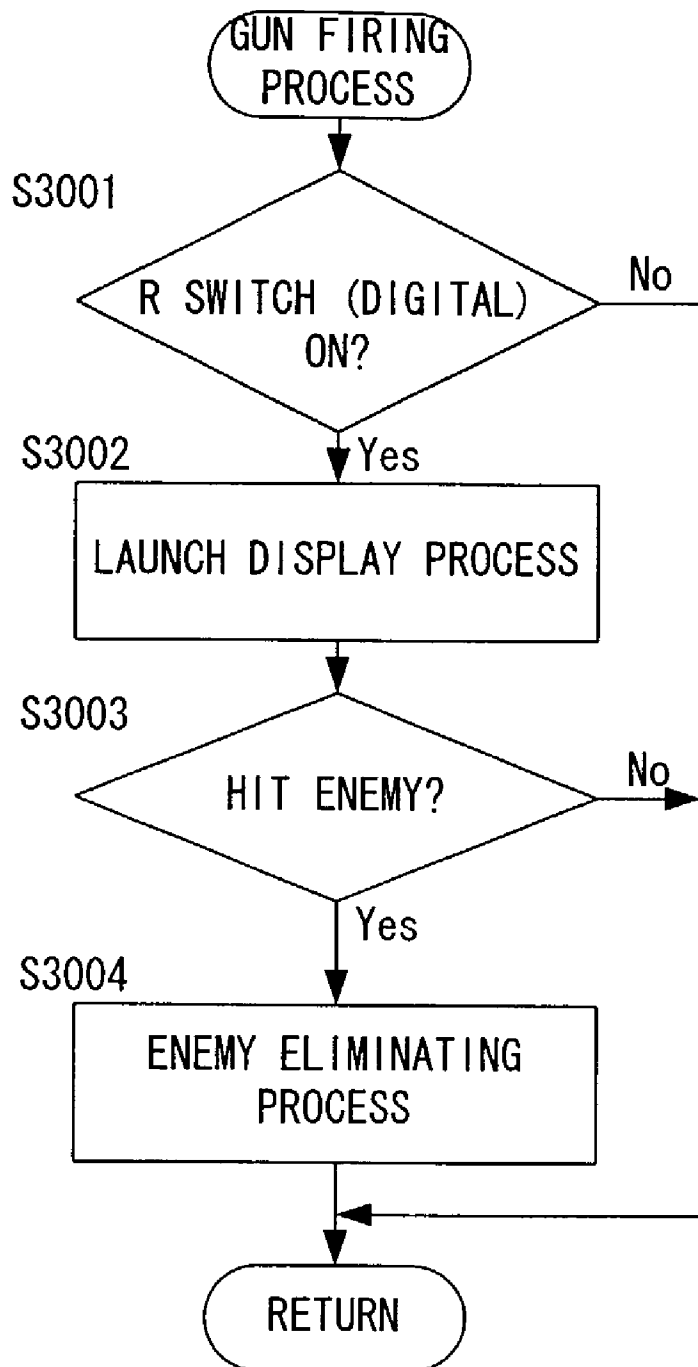 GUN FIRING
PROCESS
S3001
R SWITCH (DIGITAL)
ON?
No
Yes
S3002
LAUNCH DISPLAY PROCESS
S3003
HIT ENEMY?
No
Yes
S3004
ENEMY ELIMINATING
PROCESS
RETURN